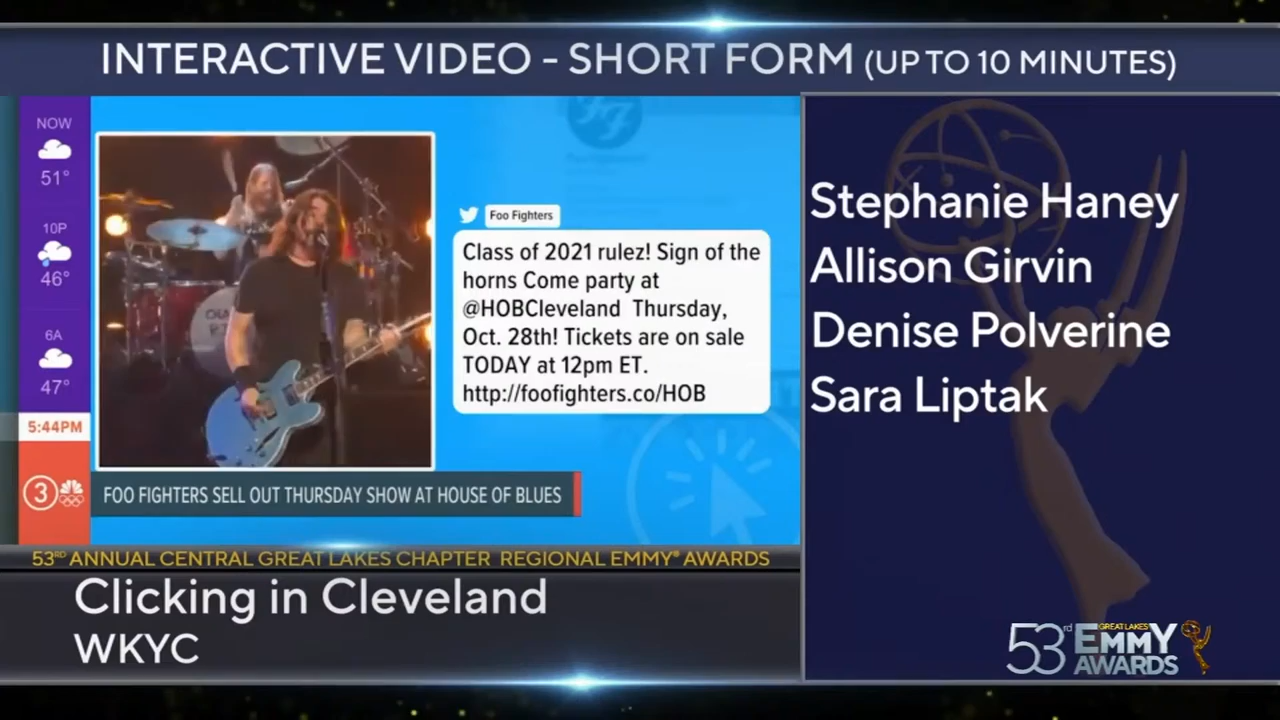 INTERACTIVE VIDEO - SHORT FORM (UP TO 10 MINUTES)
NOW
51°
10P
46°
6A
47°
5:44PM
3
Foo Fighters
Class of 2021 rulez! Sign of the
horns Come party at
@HOBCleveland Thursday,
Oct. 28th! Tickets are on sale
TODAY at 12pm ET.
http://foofighters.co/HOB
FF
FOO FIGHTERS SELL OUT THURSDAY SHOW AT HOUSE OF BLUES
Stephanie Haney
Allison Girvin
Denise Polverine
Sara Liptak
53RD ANNUAL CENTRAL GREAT LAKES CHAPTER REGIONAL EMMY® AWARDS
Clicking in Cleveland
WKYC
53rd GREAT LAKES EMMY
AWARDS